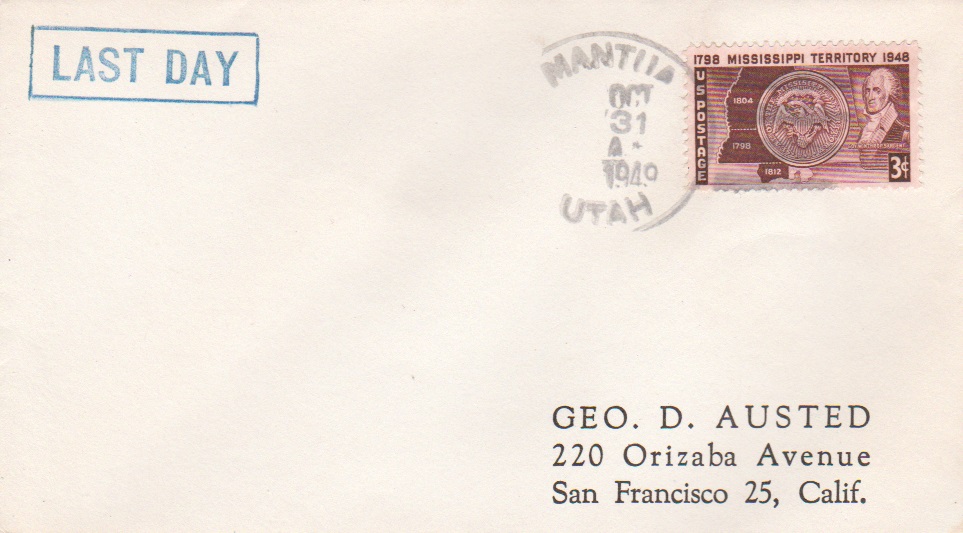 LAST DAY
MANTUA
OCT
31
A
1949
UTAH
1798 MISSISSIPPI TERRITORY 1948
US POSTAGE
1804
1798
1812
3¢
GEO. D. AUSTED
220 Orizaba Avenue
San Francisco 25, Calif.